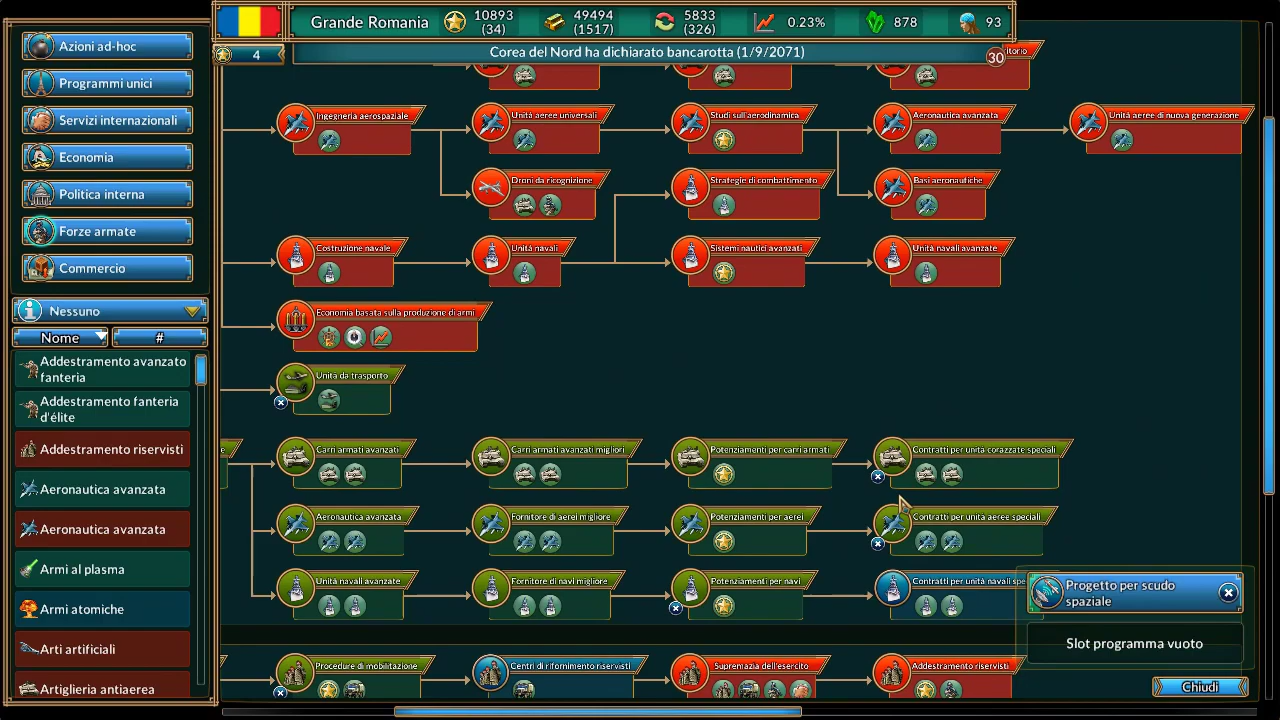 Grande Romania
10893
(34)
49494
(1517)
5833
(326)
0.23%
878
93
4
Corea del Nord ha dichiarato bancarotta (1/9/2071)
30
Azioni ad-hoc
Programmi unici
Servizi internazionali
Economia
Politica interna
Forze armate
Commercio
Nessuno
Nome
#
Addestramento avanzato
fanteria
Addestramento fanteria
d'élite
Addestramento riservisti
Aeronautica avanzata
Aeronautica avanzata
Armi al plasma
Armi atomiche
Arti artificiali
Artiglieria antiaerea
Ingegneria aerospaziale
Unità aeree universali
Studi sull'aerodinamica
Aeronautica avanzata
Unità aeree di nuova generazione
Droni da ricognizione
Strategie di combattimento
Basi aeronautiche
Costruzione navale
Unità navali
Sistemi nautici avanzati
Unità navali avanzate
Economia basata sulla produzione di armi
Unità da trasporto
Carri armati avanzati
Carri armati avanzati migliori
Potenziamenti per carri armati
Contratti per unità corazzate speciali
Aeronautica avanzata
Fornitore di aerei migliore
Potenziamenti per aerei
Contratti per unità aeree speciali
Unità navali avanzate
Fornitore di navi migliore
Potenziamenti per navi
Contratti per unità navali spe
Procedure di mobilitazione
Centri di rifornimento riservisti
Supremazia dell'esercito
Addestramento riservisti
Progetto per scudo
spaziale
Slot programma vuoto
Chiudi